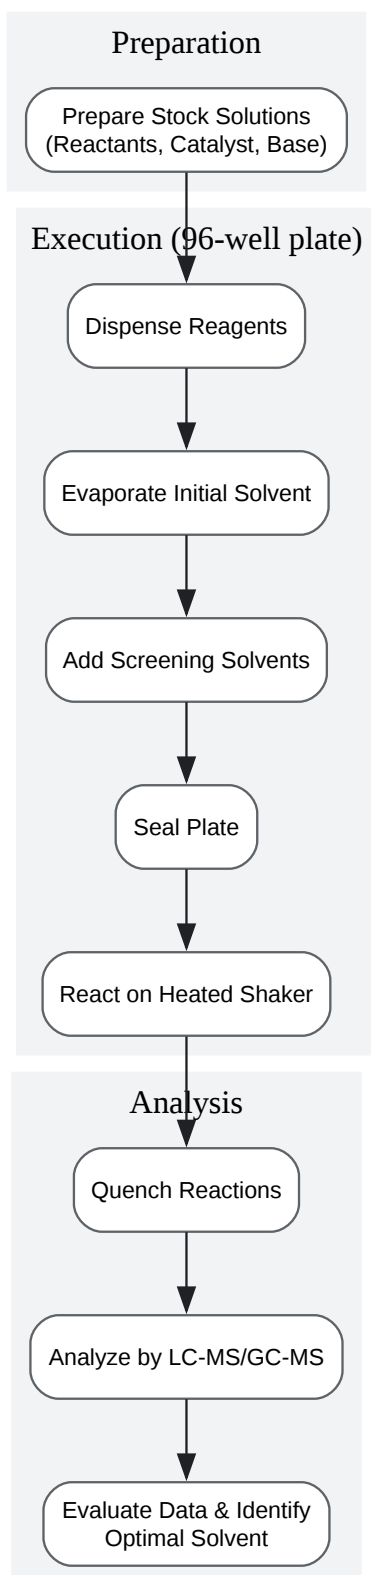 Preparation
Prepare Stock Solutions
(Reactants, Catalyst, Base)
Execution (96-well plate)
Dispense Reagents
Evaporate Initial Solvent
Add Screening Solvents
Seal Plate
React on Heated Shaker
Analysis
Quench Reactions
Analyze by LC-MS/GC-MS
Evaluate Data & Identify
Optimal Solvent